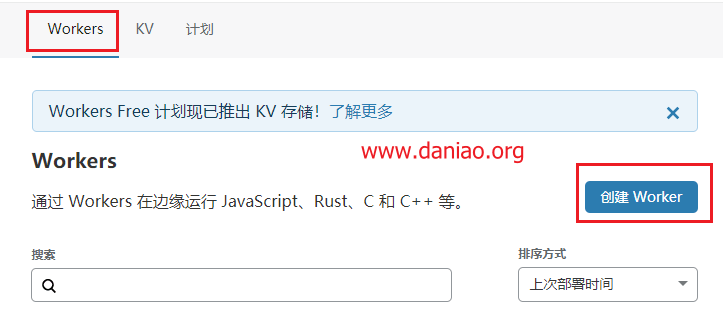 Workers KV 计划
Workers Free 计划现已推出 KV 存储！了解更多
www.daniao.org
Workers
创建 Worker
通过 Workers 在边缘运行 JavaScript、Rust、C 和 C++ 等。
搜索 排序方式
上次部署时间